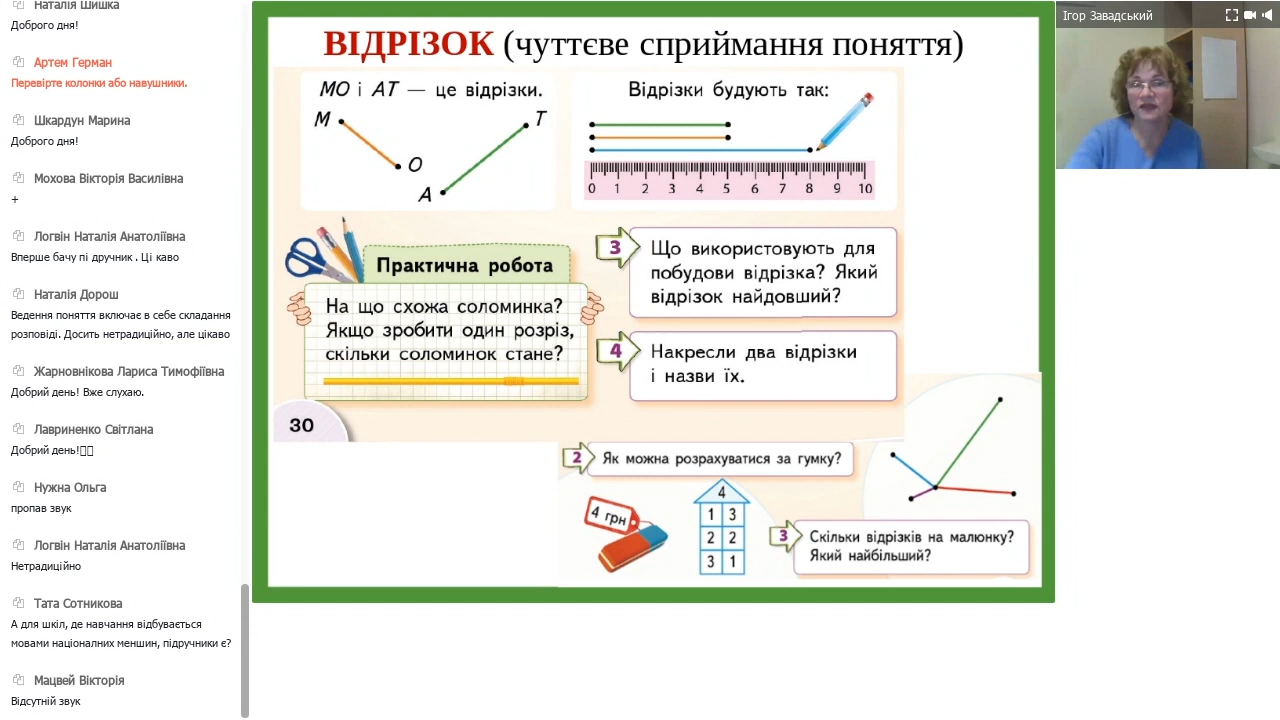 Наталія Шишка
Доброго дня!
Артем Герман
Перевірте колонки або навушники.
Шкардун Марина
Доброго дня!
Мохова Вікторія Василівна
+
Логвін Наталія Анатоліївна
Вперше бачу пі дручник . Ці каво
Наталія Дорош
Ведення поняття включає в себе складання
розповіді. Досить нетрадиційно, але цікаво
Жарновнікова Лариса Тимофіївна
Добрий день! Вже слухаю.
Лавриненко Світлана
Добрий день!
Нужна Ольга
пропав звук
Логвін Наталія Анатоліївна
Нетрадиційно
Тата Сотникова
А для шкіл, де навчання відбувається
мовами націоналних меншин, підручники є?
Мацвей Вікторія
Відсутній звук
ВІДРІЗОК (чуттєве сприймання поняття)
МО і АТ — це відрізки.
М
О
Т
А
Відрізки будують так:
0 1 2 3 4 5 6 7 8 9 10
Практична робота
На що схожа соломинка?
Якщо зробити один розріз,
скільки соломинок стане?
30
3
Що використовують для
побудови відрізка? Який
відрізок найдовший?
4
Накресли два відрізки
і назви їх.
2
Як можна розрахуватися за гумку?
4 грн
4
1 3
2 2
3 1
3
Скільки відрізків на малюнку?
Який найбільший?
Ігор Завадський